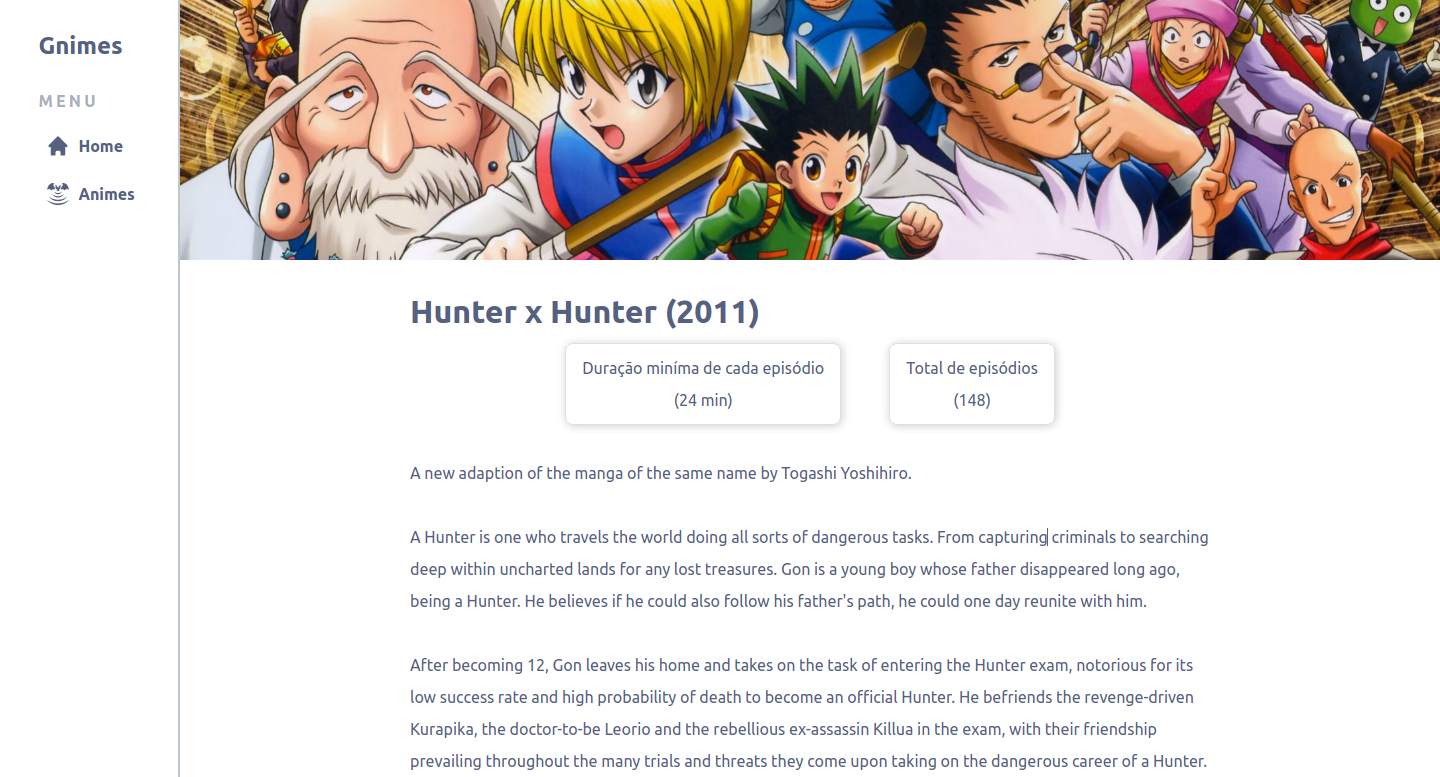 Gnimes
MENU
Home
Animes
Hunter x Hunter (2011)
Duração miníma de cada episódio
(24 min)
Total de episódios
(148)
A new adaption of the manga of the same name by Togashi Yoshihiro.
A Hunter is one who travels the world doing all sorts of dangerous tasks. From capturing criminals to searching
deep within uncharted lands for any lost treasures. Gon is a young boy whose father disappeared long ago,
being a Hunter. He believes if he could also follow his father's path, he could one day reunite with him.
After becoming 12, Gon leaves his home and takes on the task of entering the Hunter exam, notorious for its
low success rate and high probability of death to become an official Hunter. He befriends the revenge-driven
Kurapika, the doctor-to-be Leorio and the rebellious ex-assassin Killua in the exam, with their friendship
prevailing throughout the many trials and threats they come upon taking on the dangerous career of a Hunter.